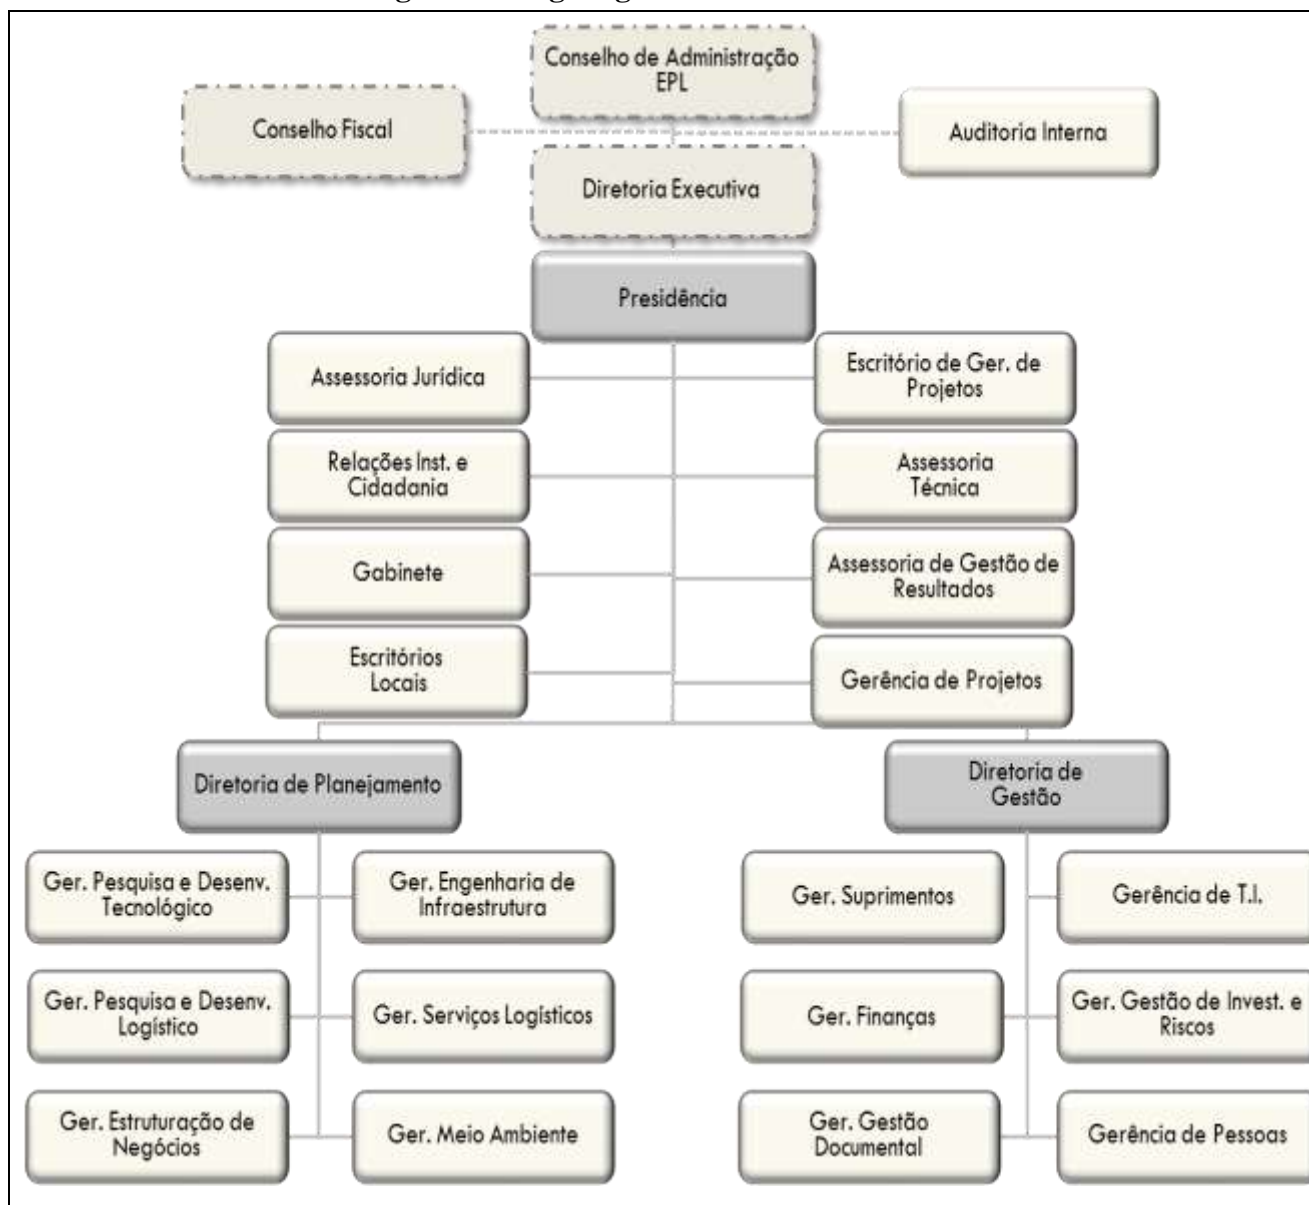 Conselho de Administração
EPL
Conselho Fiscal
Auditoria Interna
Diretoria Executiva
Presidência
Assessoria Jurídica
Escritório de Ger. de
Projetos
Relações Inst. e
Cidadania
Assessoria
Técnica
Gabinete
Assessoria de Gestão de
Resultados
Escritórios
Locais
Gerência de Projetos
Diretoria de Planejamento
Diretoria de
Gestão
Ger. Pesquisa e Desenv.
Tecnológico
Ger. Engenharia de
Infraestrutura
Ger. Suprimentos
Gerência de T.I.
Ger. Pesquisa e Desenv.
Logístico
Ger. Serviços Logísticos
Ger. Finanças
Ger. Gestão de Invest. e
Riscos
Ger. Estruturação de
Negócios
Ger. Meio Ambiente
Ger. Gestão
Documental
Gerência de Pessoas